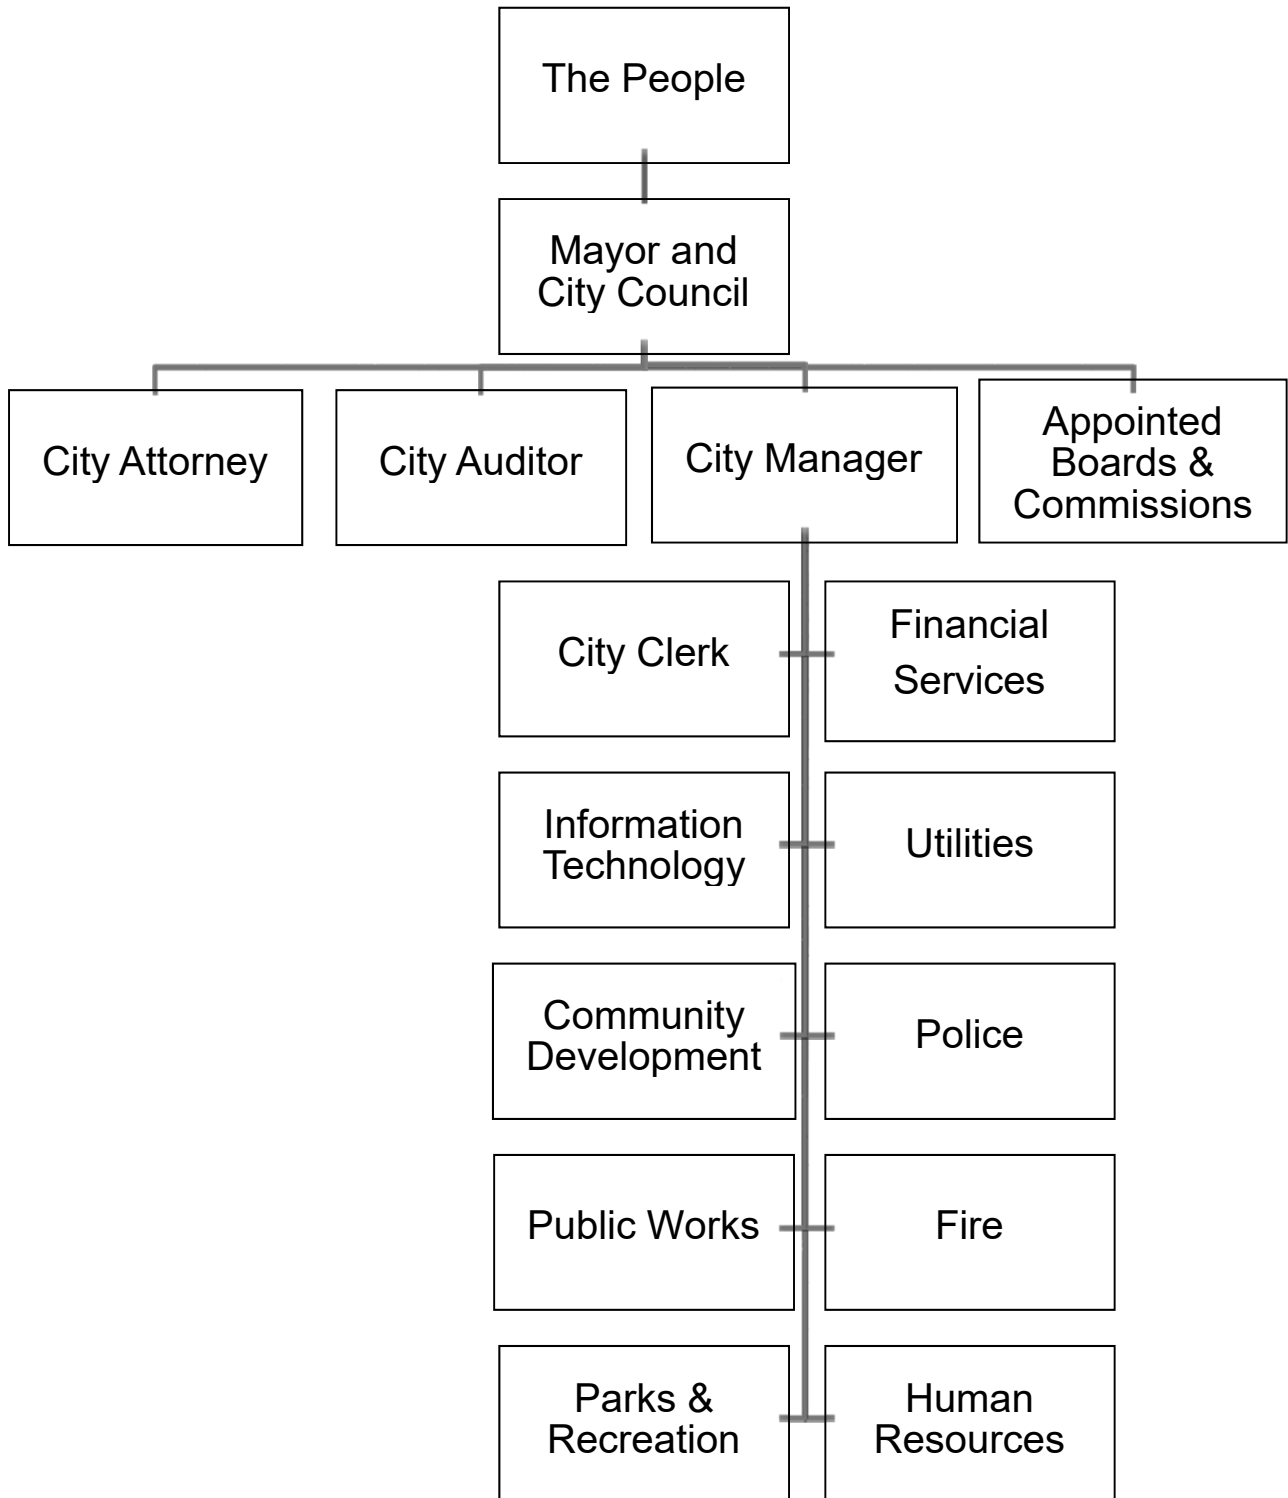 The People
Mayor and
City Council
City Attorney
City Auditor
City Manager
Appointed
Boards &
Commissions
City Clerk
Financial
Services
Information
Technology
Utilities
Community
Development
Police
Public Works
Fire
Parks &
Recreation
Human
Resources